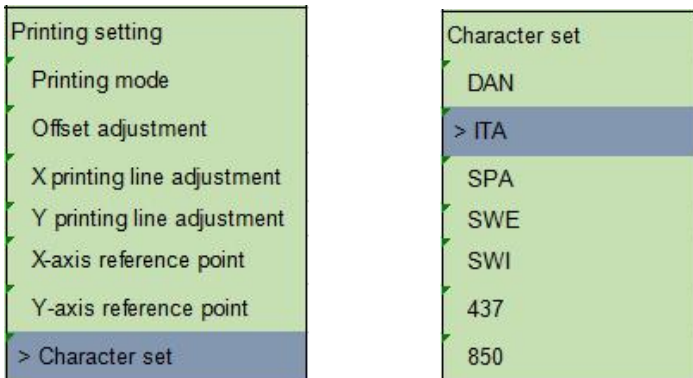 Printing setting
Printing mode
Offset adjustment
X printing line adjustment
Y printing line adjustment
X-axis reference point
Y-axis reference point
> Character set
Character set
DAN
> ITA
SPA
SWE
SWI
437
850